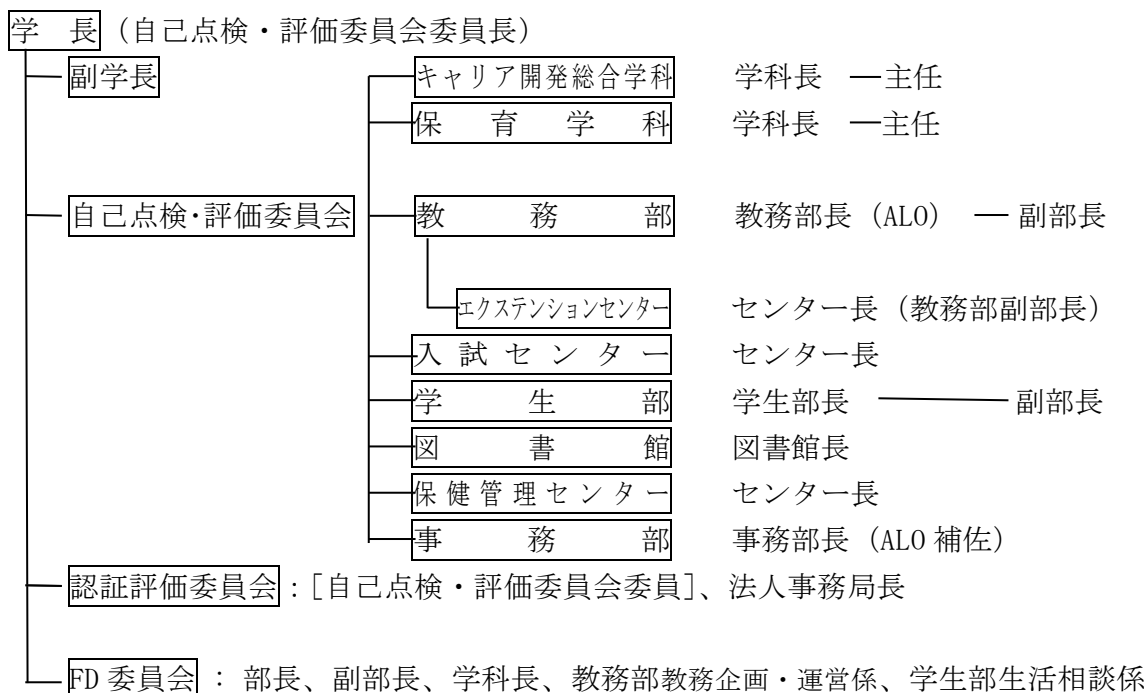 学長（自己点検・評価委員会委員長）
副学長 キャリア開発総合学科 学科長 ―主任
保育学科 学科長 ―主任
自己点検・評価委員会 教務部 教務部長（ALO） ― 副部長
エクステンションセンター センター長（教務部副部長）
入試センター センター長
学生部 学生部長 ― 副部長
図書館 図書館長
保健管理センター センター長
事務部 事務部長（ALO 補佐）
認証評価委員会：[自己点検・評価委員会委員]、法人事務局長
FD 委員会 ： 部長、副部長、学科長、教務部教務企画・運営係、学生部生活相談係